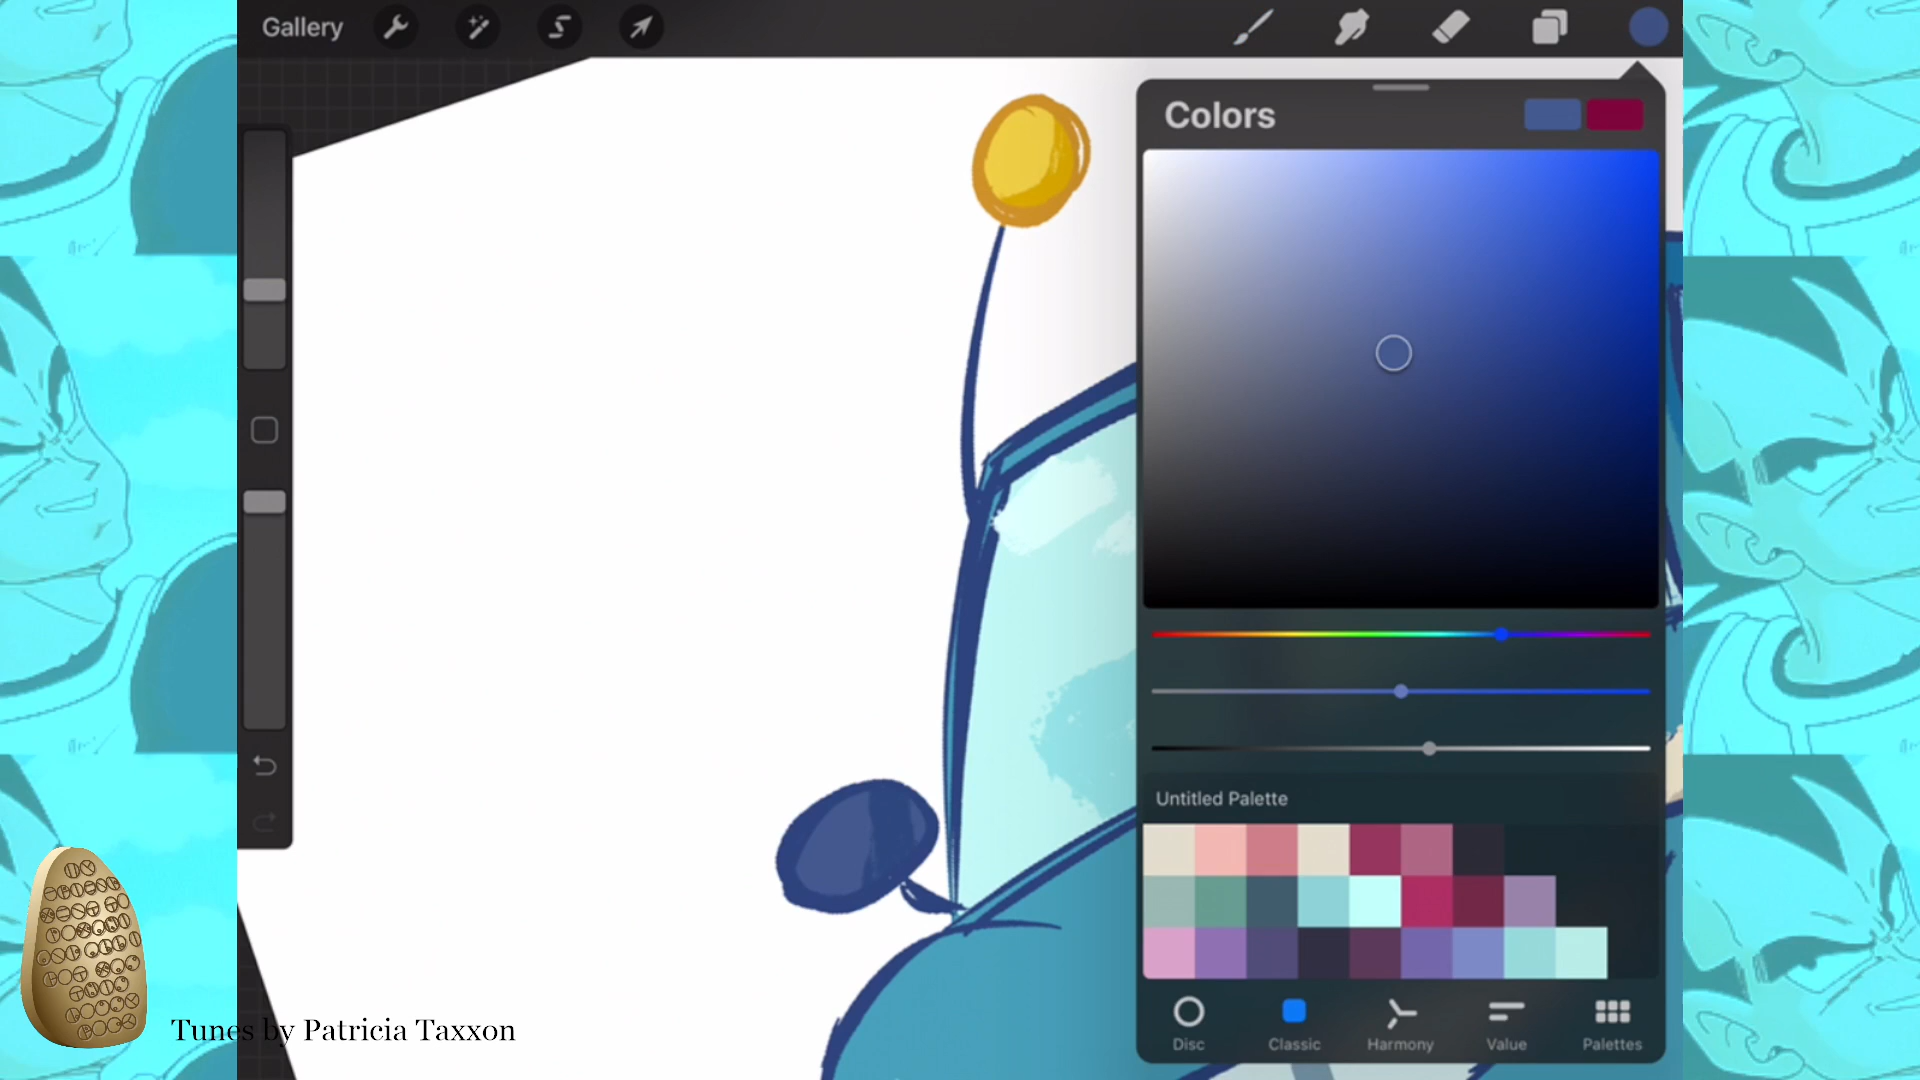 Gallery
Colors
Untitled Palette
Disc
Classic
Harmony
Value
Palettes
Tunes by Patricia Taxxon